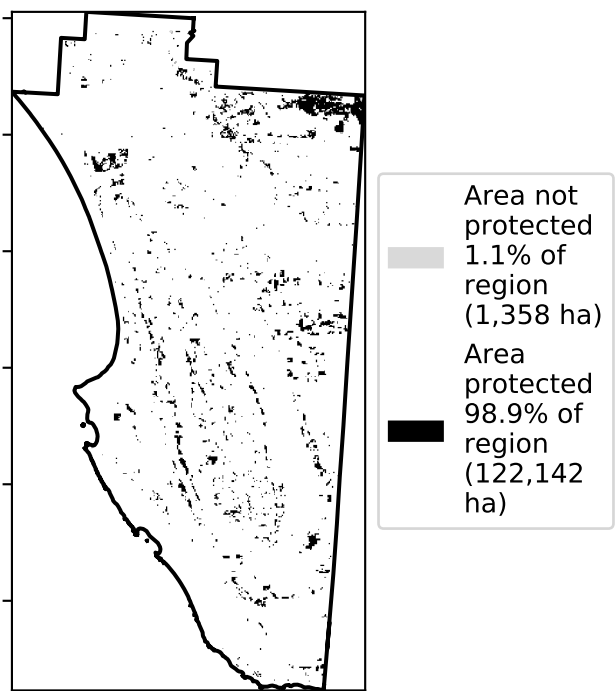 Area not
protected
1.1% of
region
(1,358 ha)
Area
protected
98.9% of
region
(122,142
ha)